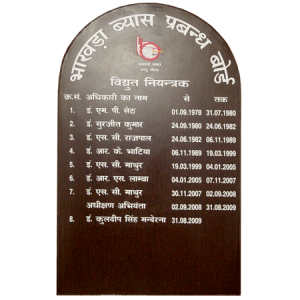 भाखड़ा ब्यास प्रबन्ध बोर्ड
विद्युत नियन्त्रक
क्र.सं. अधिकारी का नाम से तक
1. इं. एम. पी. सेठ 01.09.1978 31.07.1980
2. इं. सुरजीत कुमार 24.09.1980 24.06.1982
3. इं. एस. सी. राजपाल 24.06.1982 06.11.1989
4. इं. आर. के. भाटिया 06.11.1989 19.03.1999
5. इं. एस. सी. माथुर 19.03.1999 04.01.2005
6. इं. आर. एस. लाम्बा 04.01.2005 07.11.2007
7. इं. एस. सी. माथुर 30.11.2007 02.09.2008
अधीक्षण अभियंता 02.09.2008 31.08.2009
8. इं. कुलदीप सिंह 31.08.2009